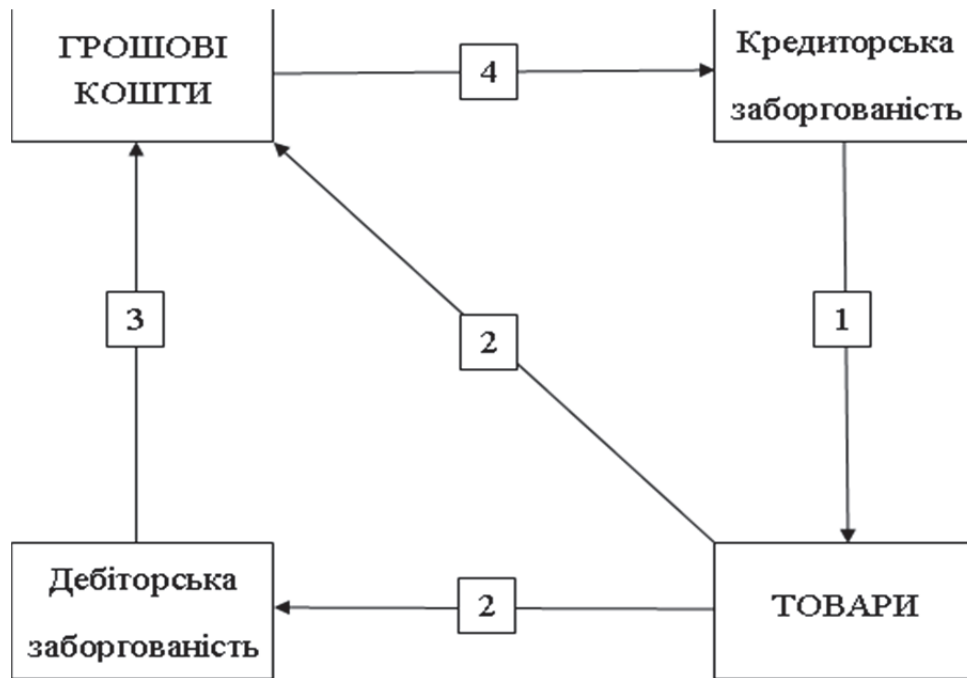 ГРОШОВІ
КОШТИ
4
Кредиторська
заборгованість
3
2
1
Дебіторська
заборгованість
2
ТОВАРИ